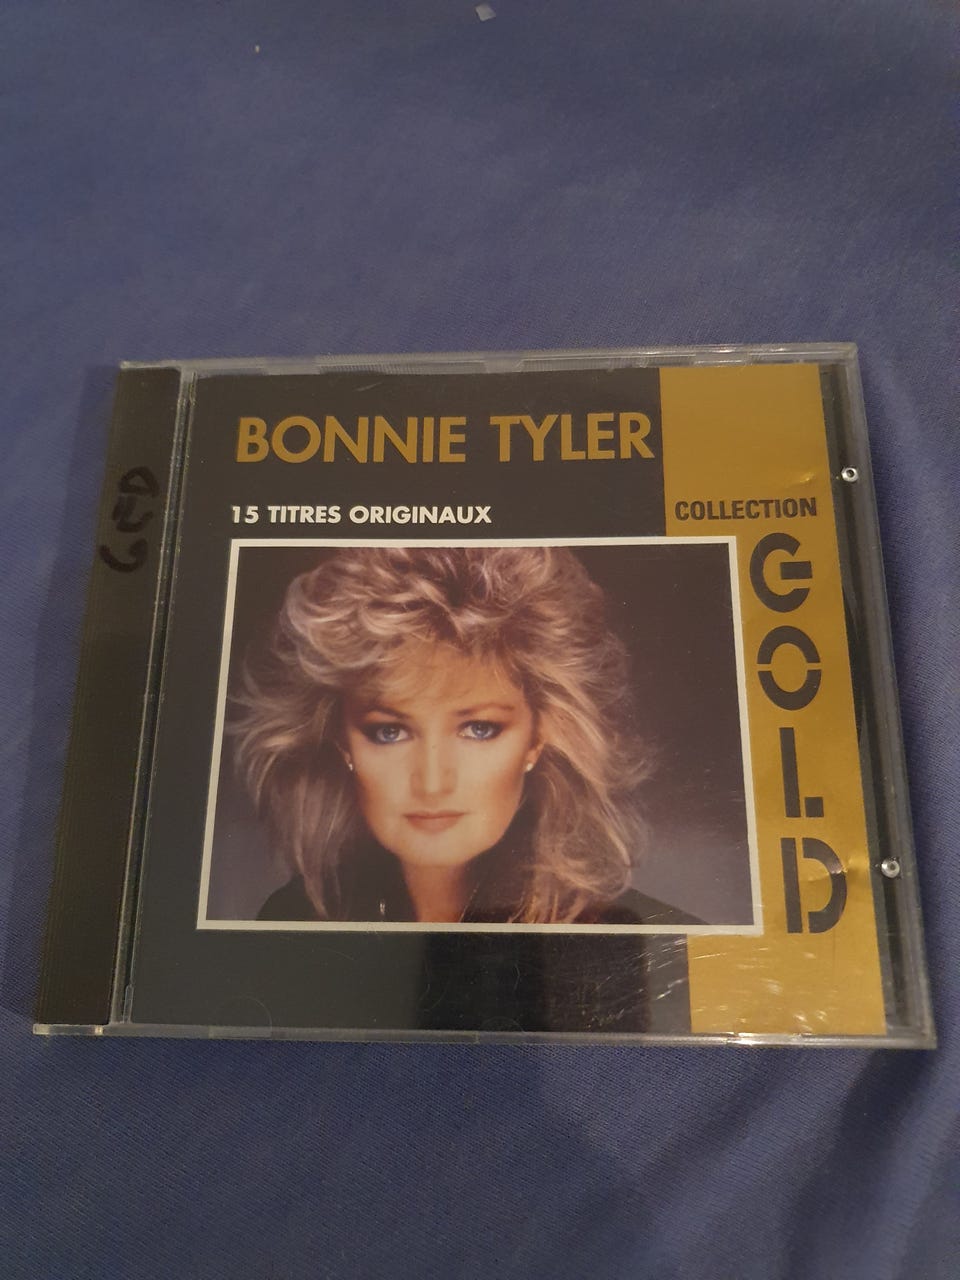 BONNIE TYLER
15 TITRES ORIGINAUX
COLLECTION
GOLD